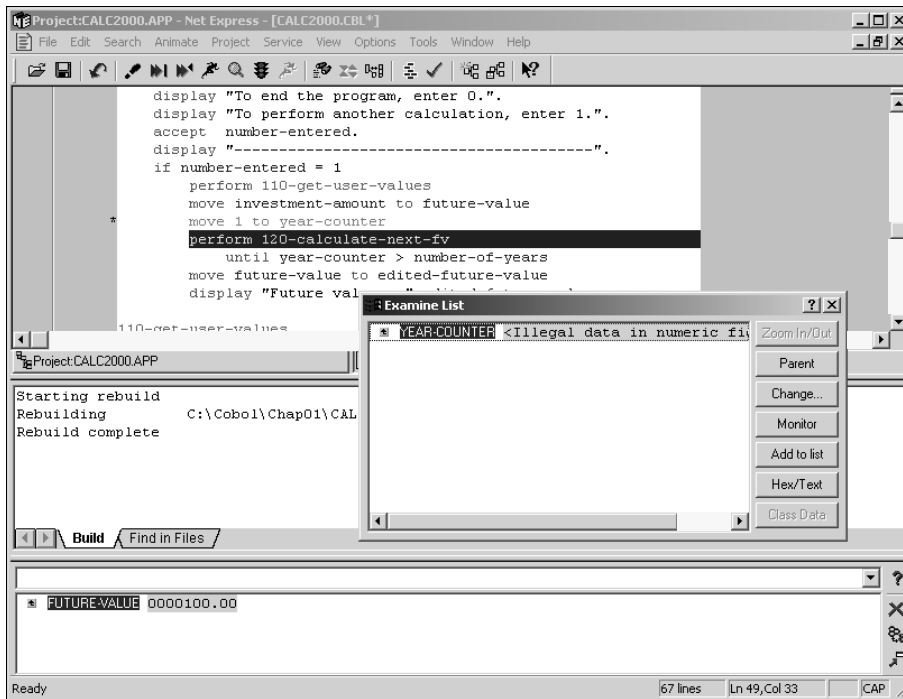 Project:CALC2000.APP - Net Express - [CALC2000.CBL*]
File Edit Search Animate Project Service View Options Tools Window Help
display "To end the program, enter 0.".
display "To perform another calculation, enter 1.".
accept number-entered.
display "----------------------------------------".
if number-entered = 1
perform 110-get-user-values
move investment-amount to future-value
* move 1 to year-counter
perform 120-calculate-next-fv
until year-counter > number-of-years
move future-value to edited-future-value
display "Future val
110-get-user-values
Examine List
YEAR-COUNTER <Illegal data in numeric fi
Zoom In/Out
Parent
Change...
Monitor
Add to list
Hex/Text
Class Data
Project:CALC2000.APP
Starting rebuild
Rebuilding C:\Cobol\Chap01\CAL
Rebuild complete
Build Find in Files
FUTURE-VALUE 0000100.00
Ready 67 lines Ln 49,Col 33 CAP